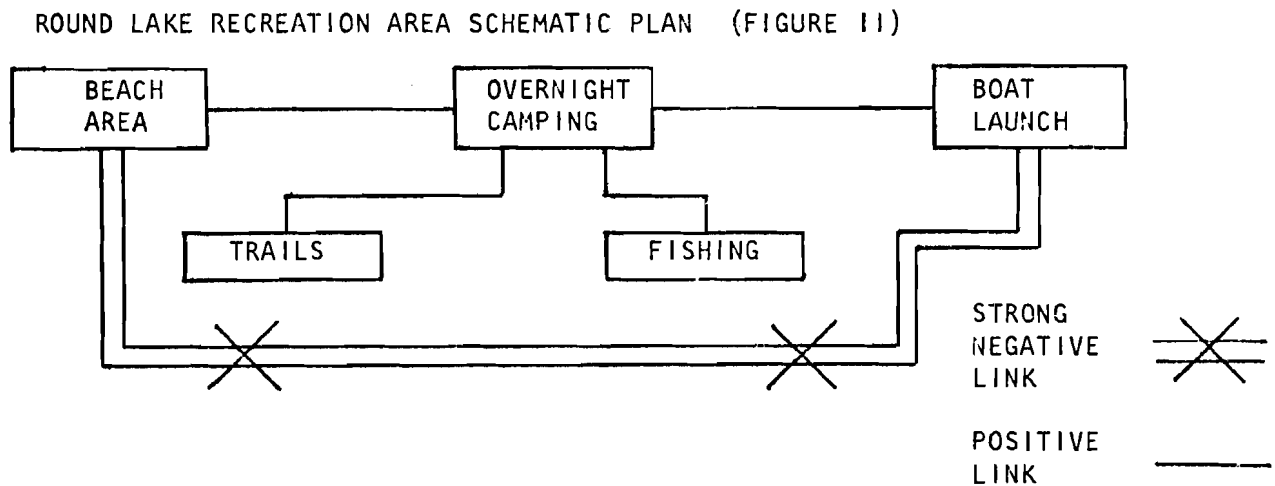 ROUND LAKE RECREATION AREA SCHEMATIC PLAN (FIGURE II)
BEACH
AREA
OVERNIGHT
CAMPING
BOAT
LAUNCH
TRAILS
FISHING
STRONG
NEGATIVE
LINK
POSITIVE
LINK